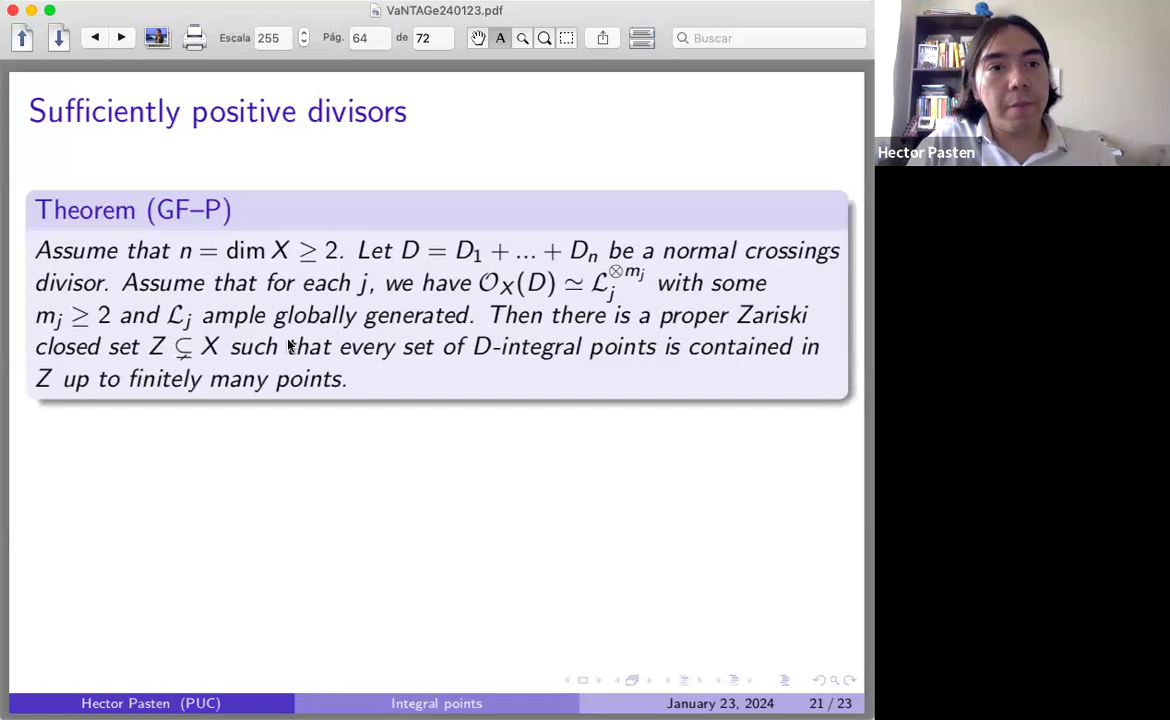 VaNTAGe240123.pdf
Escala 255 Pág. 64 de 72 A Buscar
Sufficiently positive divisors
Theorem (GF–P)
Assume that n = dim X ≥ 2. Let D = D₁ + ... + Dₙ be a normal crossings
divisor. Assume that for each j, we have 𝒪_X(D) ≃ ℒ_j^{⊗m_j} with some
m_j ≥ 2 and ℒ_j ample globally generated. Then there is a proper Zariski
closed set Z ⊊ X such that every set of D-integral points is contained in
Z up to finitely many points.
Hector Pasten (PUC) Integral points January 23, 2024 21 / 23
Hector Pasten